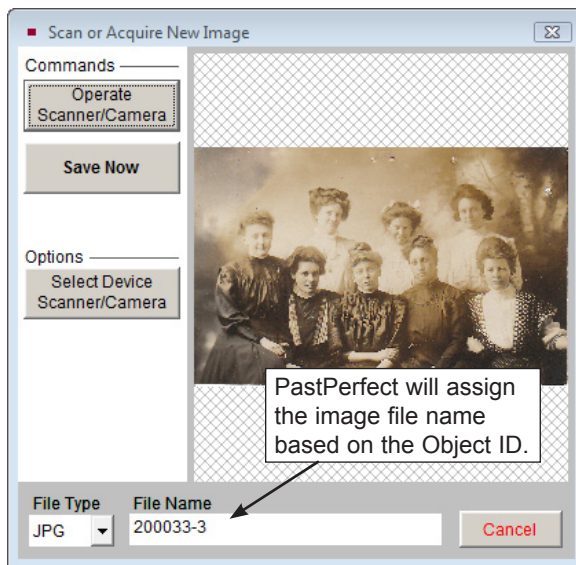 Scan or Acquire New Image
Commands
Operate
Scanner/Camera
Save Now
Options
Select Device
Scanner/Camera
PastPerfect will assign
the image file name
based on the Object ID.
File Type
File Name
JPG
200033-3
Cancel